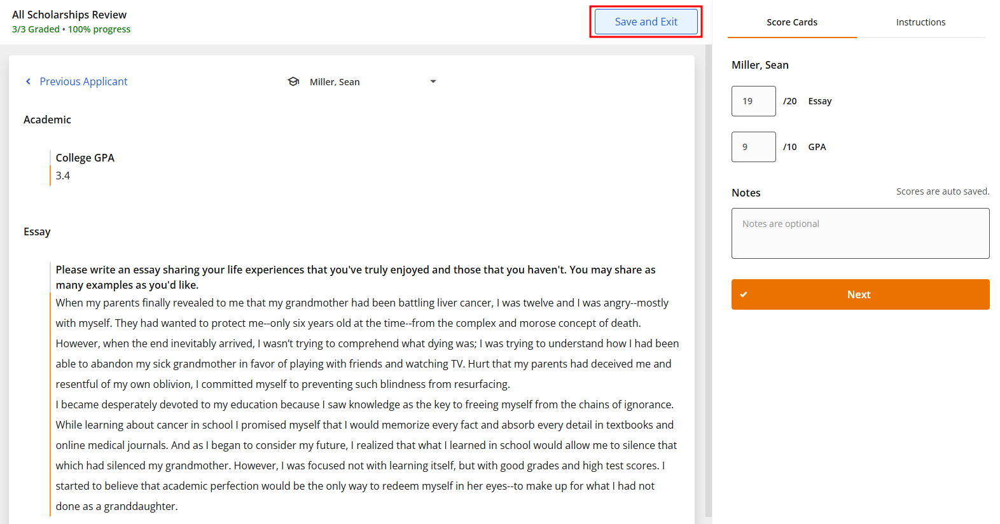 All Scholarships Review
3/3 Graded • 100% progress
Save and Exit
Score Cards
Instructions
Previous Applicant
Miller, Sean
Academic
College GPA
3.4
Essay
Please write an essay sharing your life experiences that you've truly enjoyed and those that you haven't. You may share as
many examples as you'd like.
When my parents finally revealed to me that my grandmother had been battling liver cancer, I was twelve and I was angry--mostly
with myself. They had wanted to protect me--only six years old at the time--from the complex and morose concept of death.
However, when the end inevitably arrived, I wasn’t trying to comprehend what dying was; I was trying to understand how I had been
able to abandon my sick grandmother in favor of playing with friends and watching TV. Hurt that my parents had deceived me and
resentful of my own oblivion, I committed myself to preventing such blindness from resurfacing.
I became desperately devoted to my education because I saw knowledge as the key to freeing myself from the chains of ignorance.
While learning about cancer in school I promised myself that I would memorize every fact and absorb every detail in textbooks and
online medical journals. And as I began to consider my future, I realized that what I learned in school would allow me to silence that
which had silenced my grandmother. However, I was focused not with learning itself, but with good grades and high test scores. I
started to believe that academic perfection would be the only way to redeem myself in her eyes--to make up for what I had not
done as a granddaughter.
Miller, Sean
19 /20 Essay
9 /10 GPA
Notes
Scores are auto saved.
Notes are optional
Next